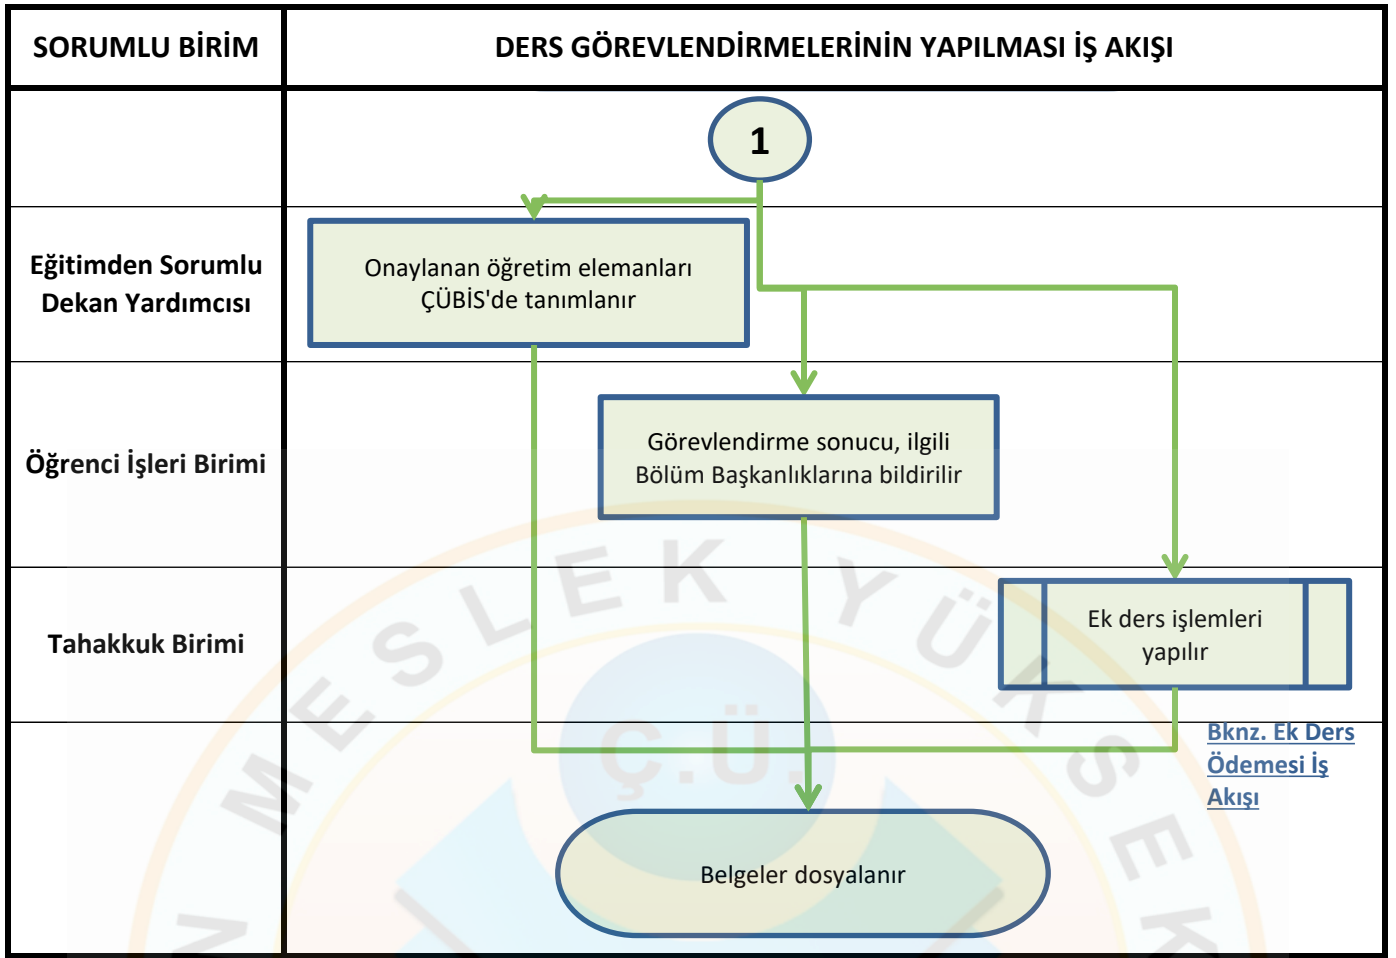 SORUMLU BİRİM
DERS GÖREVLENDİRMELERİNİN YAPILMASI İŞ AKIŞI
1
Eğitimden Sorumlu
Dekan Yardımcısı
Onaylanan öğretim elemanları
ÇÜBİS'de tanımlanır
Öğrenci İşleri Birimi
Görevlendirme sonucu, ilgili
Bölüm Başkanlıklarına bildirilir
Tahakkuk Birimi
Ek ders işlemleri
yapılır
Bknz. Ek Ders
Ödemesi İş
Akışı
Belgeler dosyalanır
N MESLEK YÜKSEK
Ç.Ü.